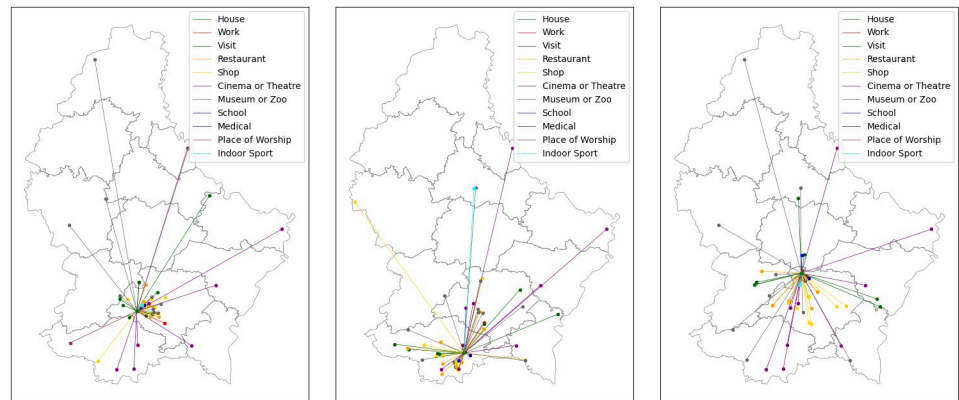 House
Work
Visit
Restaurant
Shop
Cinema or Theatre
Museum or Zoo
School
Medical
Place of Worship
Indoor Sport
House
Work
Visit
Restaurant
Shop
Cinema or Theatre
Museum or Zoo
School
Medical
Place of Worship
Indoor Sport
House
Work
Visit
Restaurant
Shop
Cinema or Theatre
Museum or Zoo
School
Medical
Place of Worship
Indoor Sport